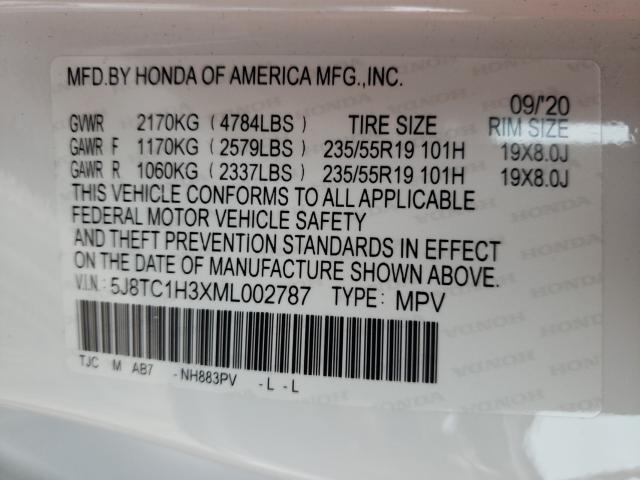 MFD.BY HONDA OF AMERICA MFG.,INC.
09/'20
GVWR 2170KG (4784LBS) TIRE SIZE RIM SIZE
GAWR F 1170KG (2579LBS) 235/55R19 101H 19X8.0J
GAWR R 1060KG (2337LBS) 235/55R19 101H 19X8.0J
THIS VEHICLE CONFORMS TO ALL APPLICABLE
FEDERAL MOTOR VEHICLE SAFETY
AND THEFT PREVENTION STANDARDS IN EFFECT
ON THE DATE OF MANUFACTURE SHOWN ABOVE.
V.I.N.: 5J8TC1H3XML002787 TYPE: MPV
TJC M AB7 -NH883PV -L -L